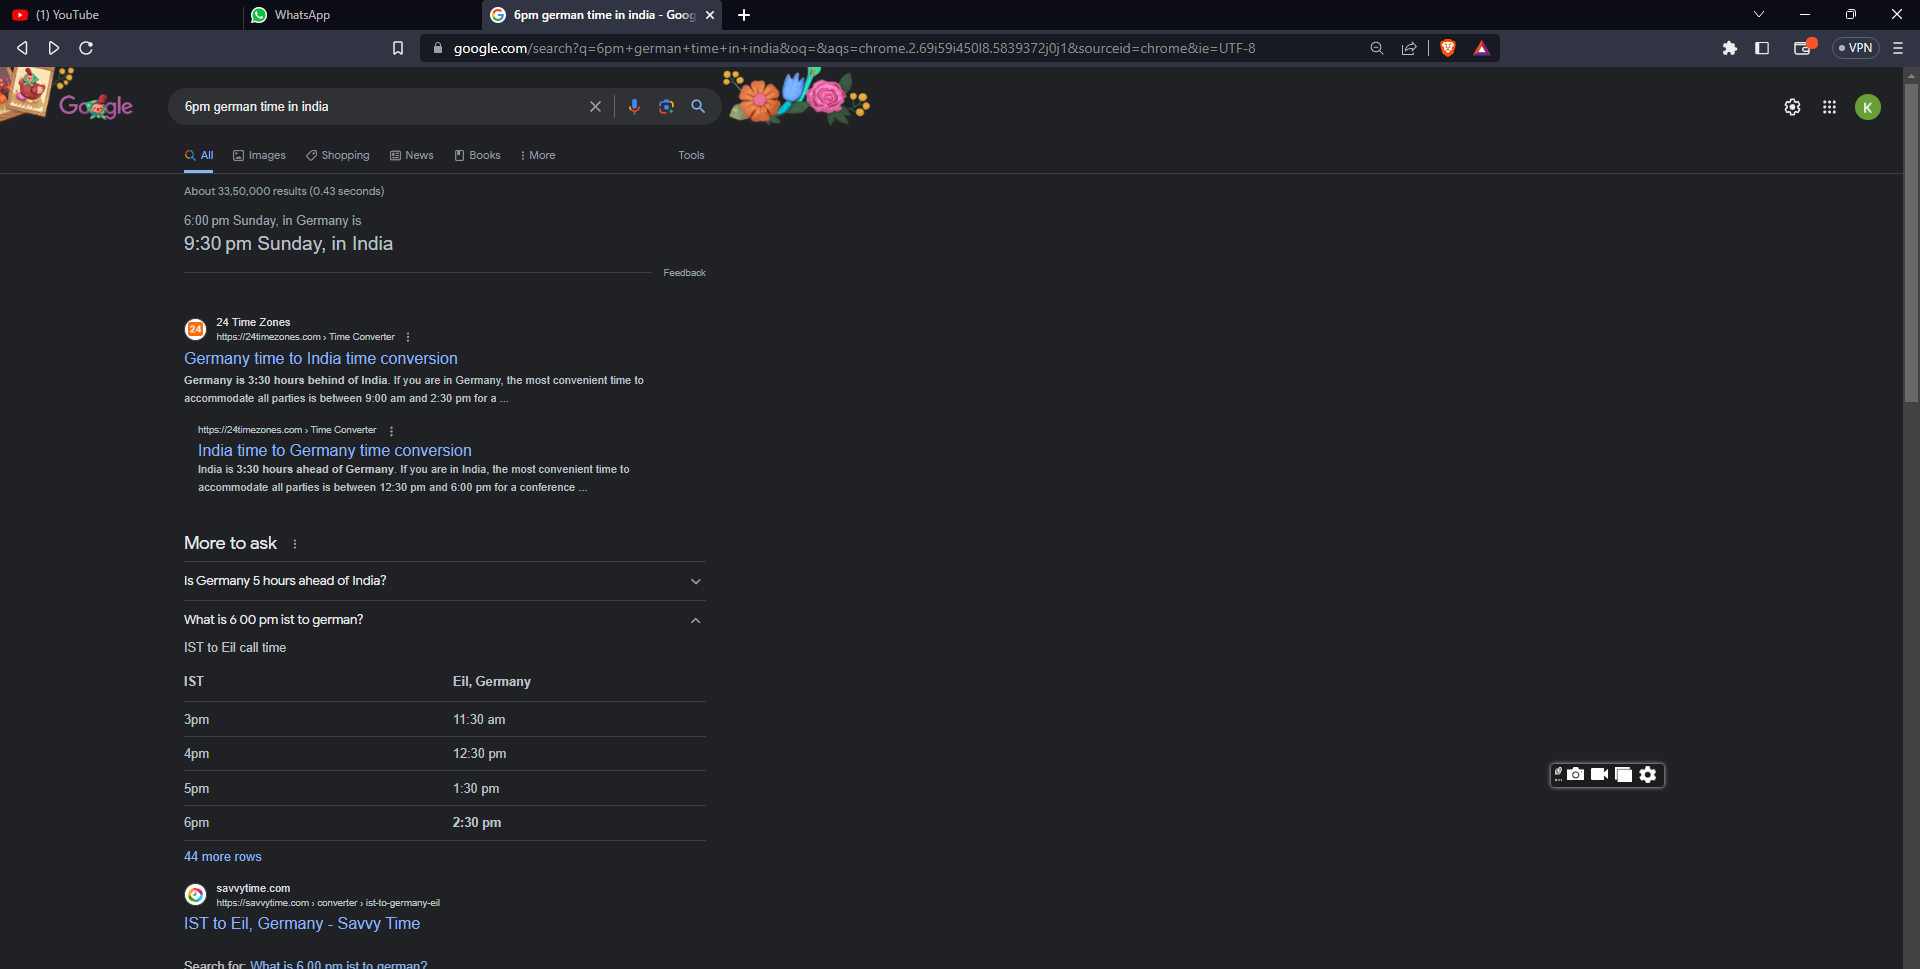 (1) YouTube
WhatsApp
6pm german time in india - Goog
google.com/search?q=6pm+german+time+in+india&oq=&aqs=chrome.2.69i59i450l8.5839372j0j1&sourceid=chrome&ie=UTF-8
VPN
Google
6pm german time in india
K
All
Images
Shopping
News
Books
More
Tools
About 33,50,000 results (0.43 seconds)
6:00 pm Sunday, in Germany is
9:30 pm Sunday, in India
Feedback
24
24 Time Zones
https://24timezones.com › Time Converter
Germany time to India time conversion
Germany is 3:30 hours behind of India. If you are in Germany, the most convenient time to
accommodate all parties is between 9:00 am and 2:30 pm for a ...
https://24timezones.com › Time Converter
India time to Germany time conversion
India is 3:30 hours ahead of Germany. If you are in India, the most convenient time to
accommodate all parties is between 12:30 pm and 6:00 pm for a conference ...
More to ask
Is Germany 5 hours ahead of India?
What is 6 00 pm ist to german?
IST to Eil call time
IST Eil, Germany
3pm 11:30 am
4pm 12:30 pm
5pm 1:30 pm
6pm 2:30 pm
44 more rows
savvytime.com
https://savvytime.com › converter › ist-to-germany-eil
IST to Eil, Germany - Savvy Time
Search for: What is 6 00 pm ist to german?